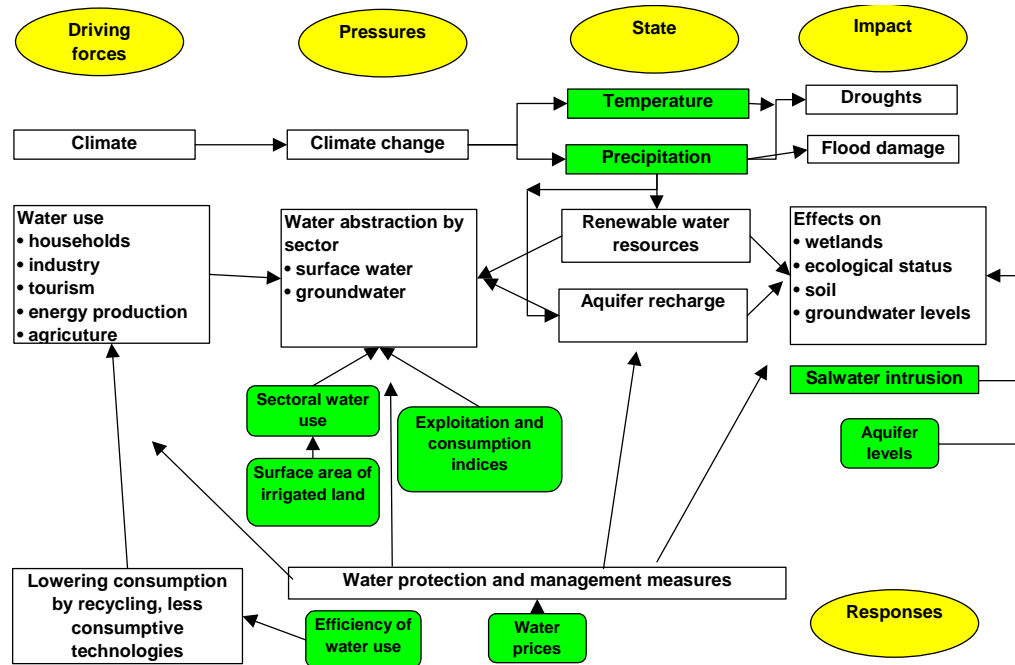 Driving
forces
Pressures
State
Impact
Temperature
Droughts
Climate
Climate change
Precipitation
Flood damage
Water use
• households
• industry
• tourism
• energy production
• agricuture
Water abstraction by
sector
• surface water
• groundwater
Renewable water
resources
Aquifer recharge
Effects on
• wetlands
• ecological status
• soil
• groundwater levels
Salwater intrusion
Sectoral water
use
Exploitation and
consumption
indices
Aquifer
levels
Surface area of
irrigated land
Lowering consumption
by recycling, less
consumptive
technologies
Water protection and management measures
Efficiency of
water use
Water
prices
Responses